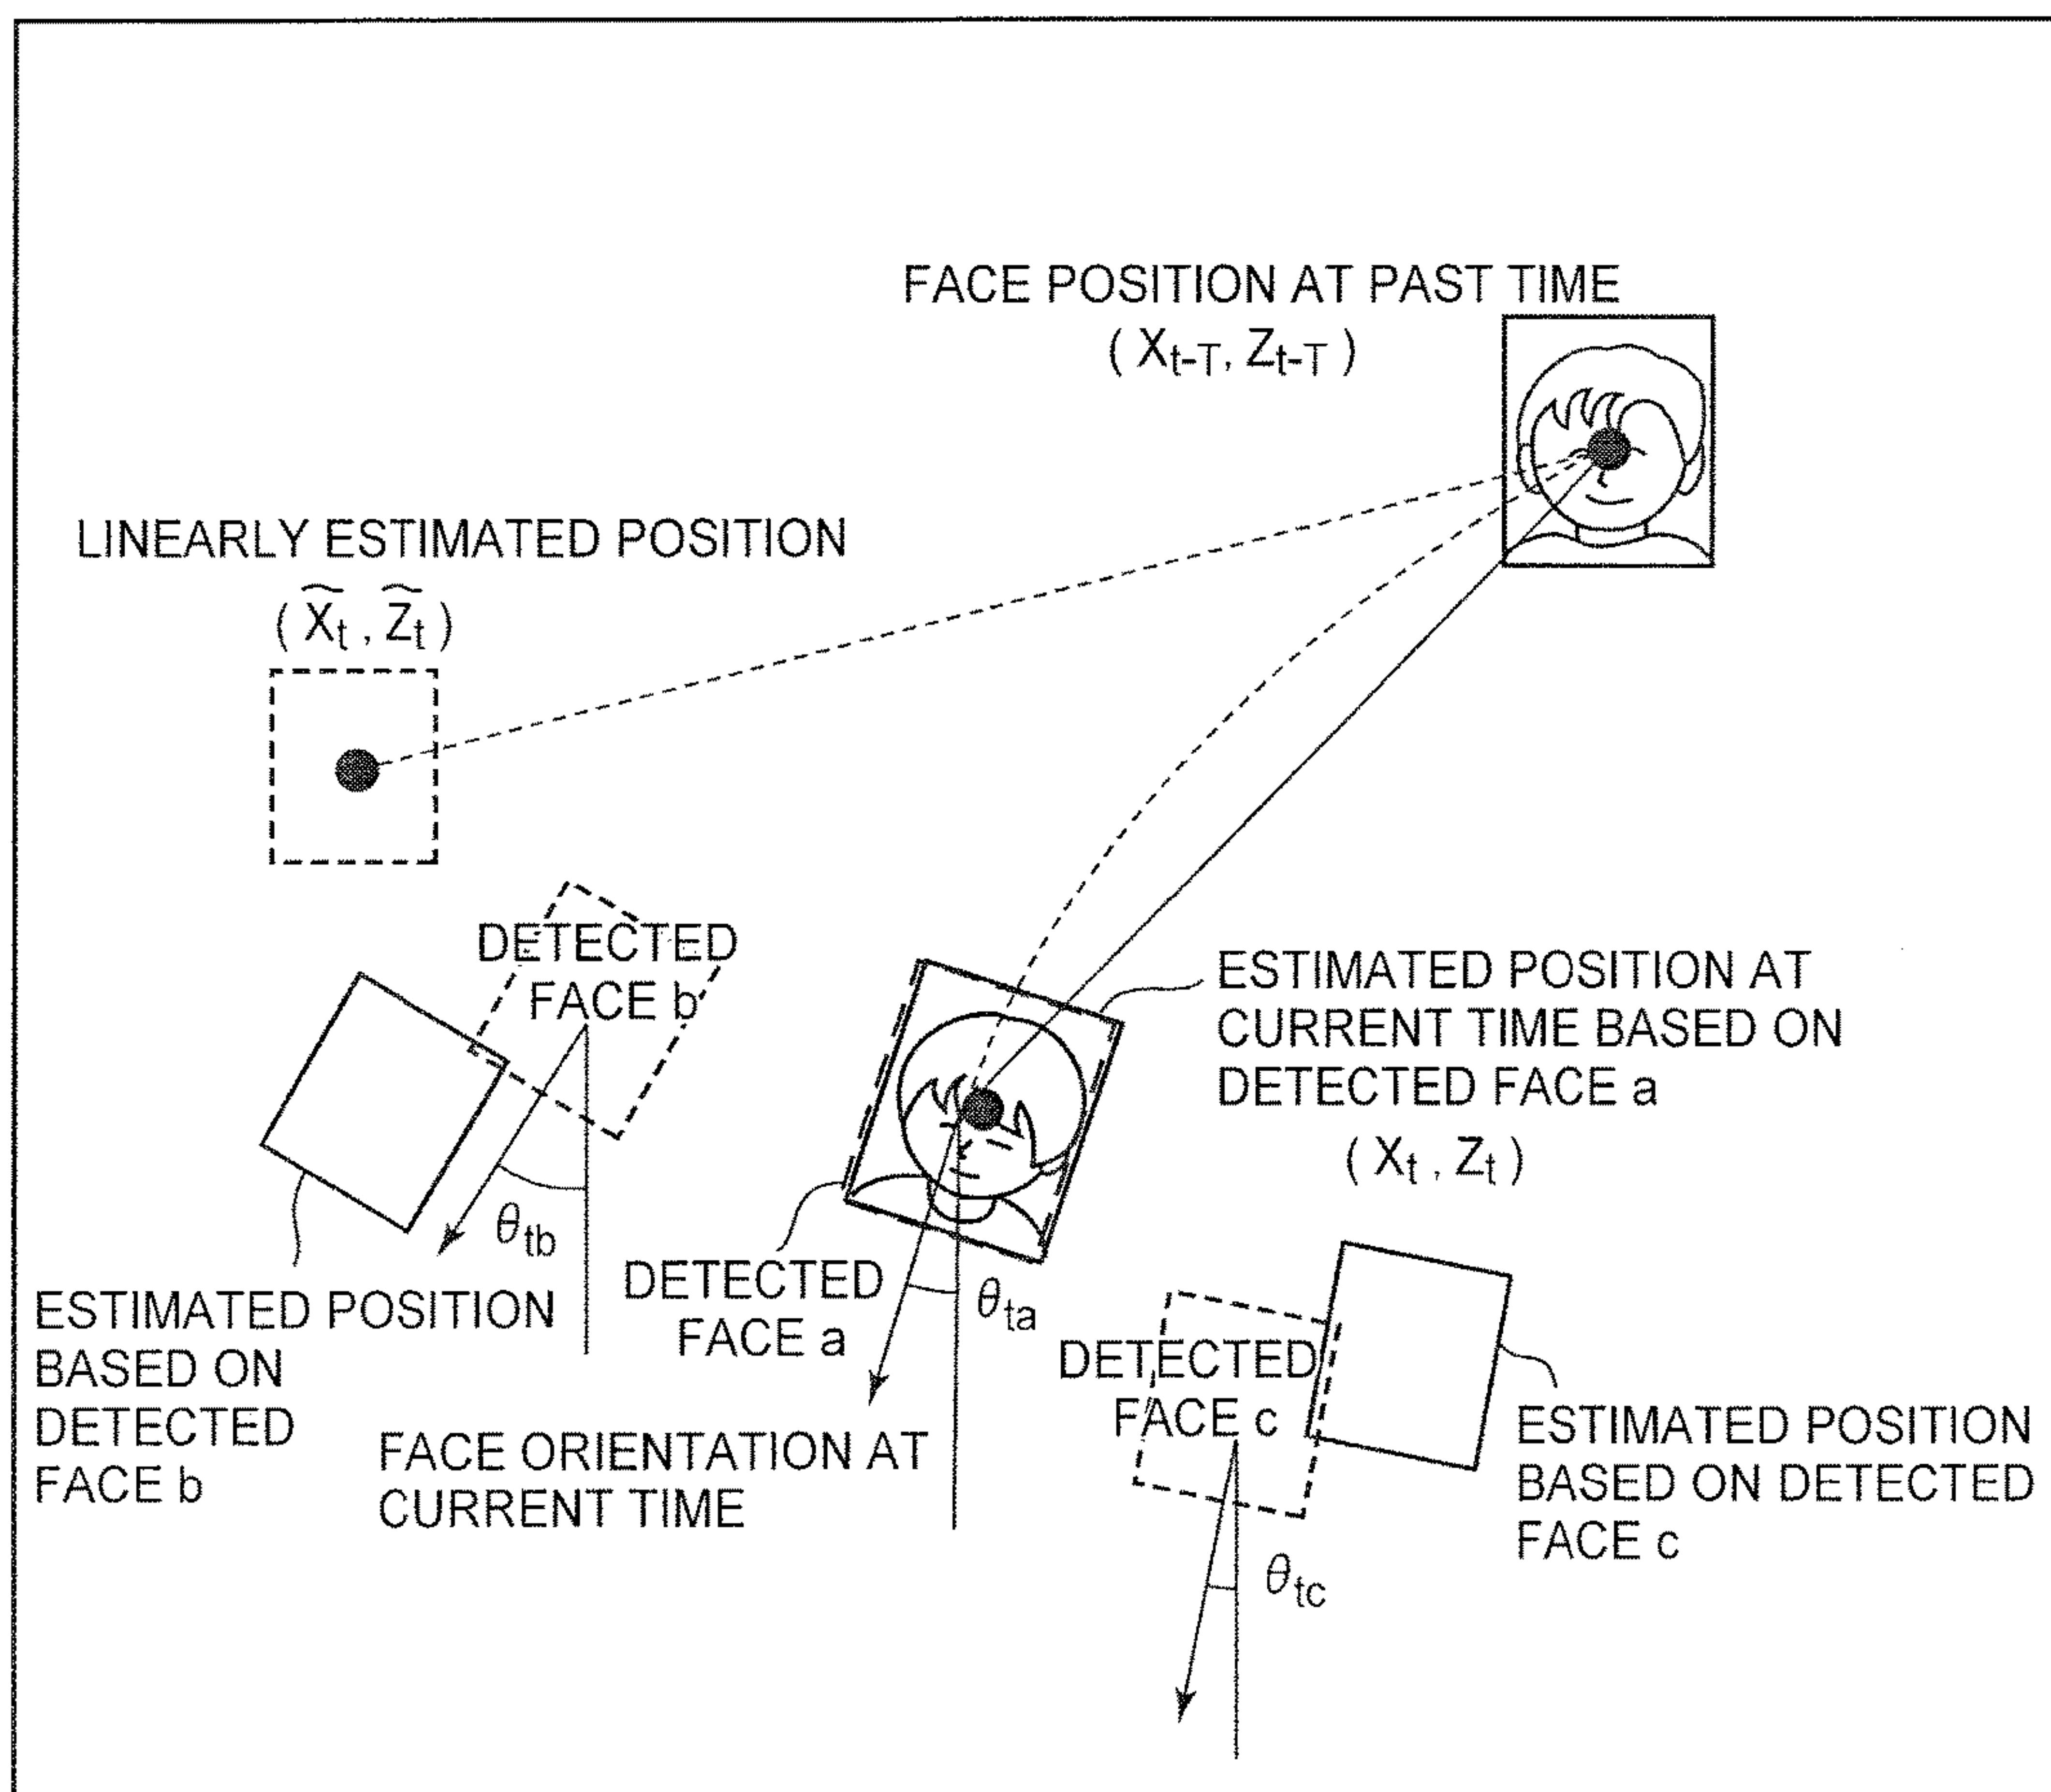 FACE POSITION AT PAST TIME
( Xt-T, Zt-T )
LINEARLY ESTIMATED POSITION
( X̃t , Z̃t )
DETECTED
FACE b
ESTIMATED POSITION AT
CURRENT TIME BASED ON
DETECTED FACE a
( Xt , Zt )
θtb
DETECTED
FACE a
θta
ESTIMATED POSITION
BASED ON
DETECTED
FACE b
DETECTED
FACE c
FACE ORIENTATION AT
CURRENT TIME
ESTIMATED POSITION
BASED ON DETECTED
FACE c
θtc